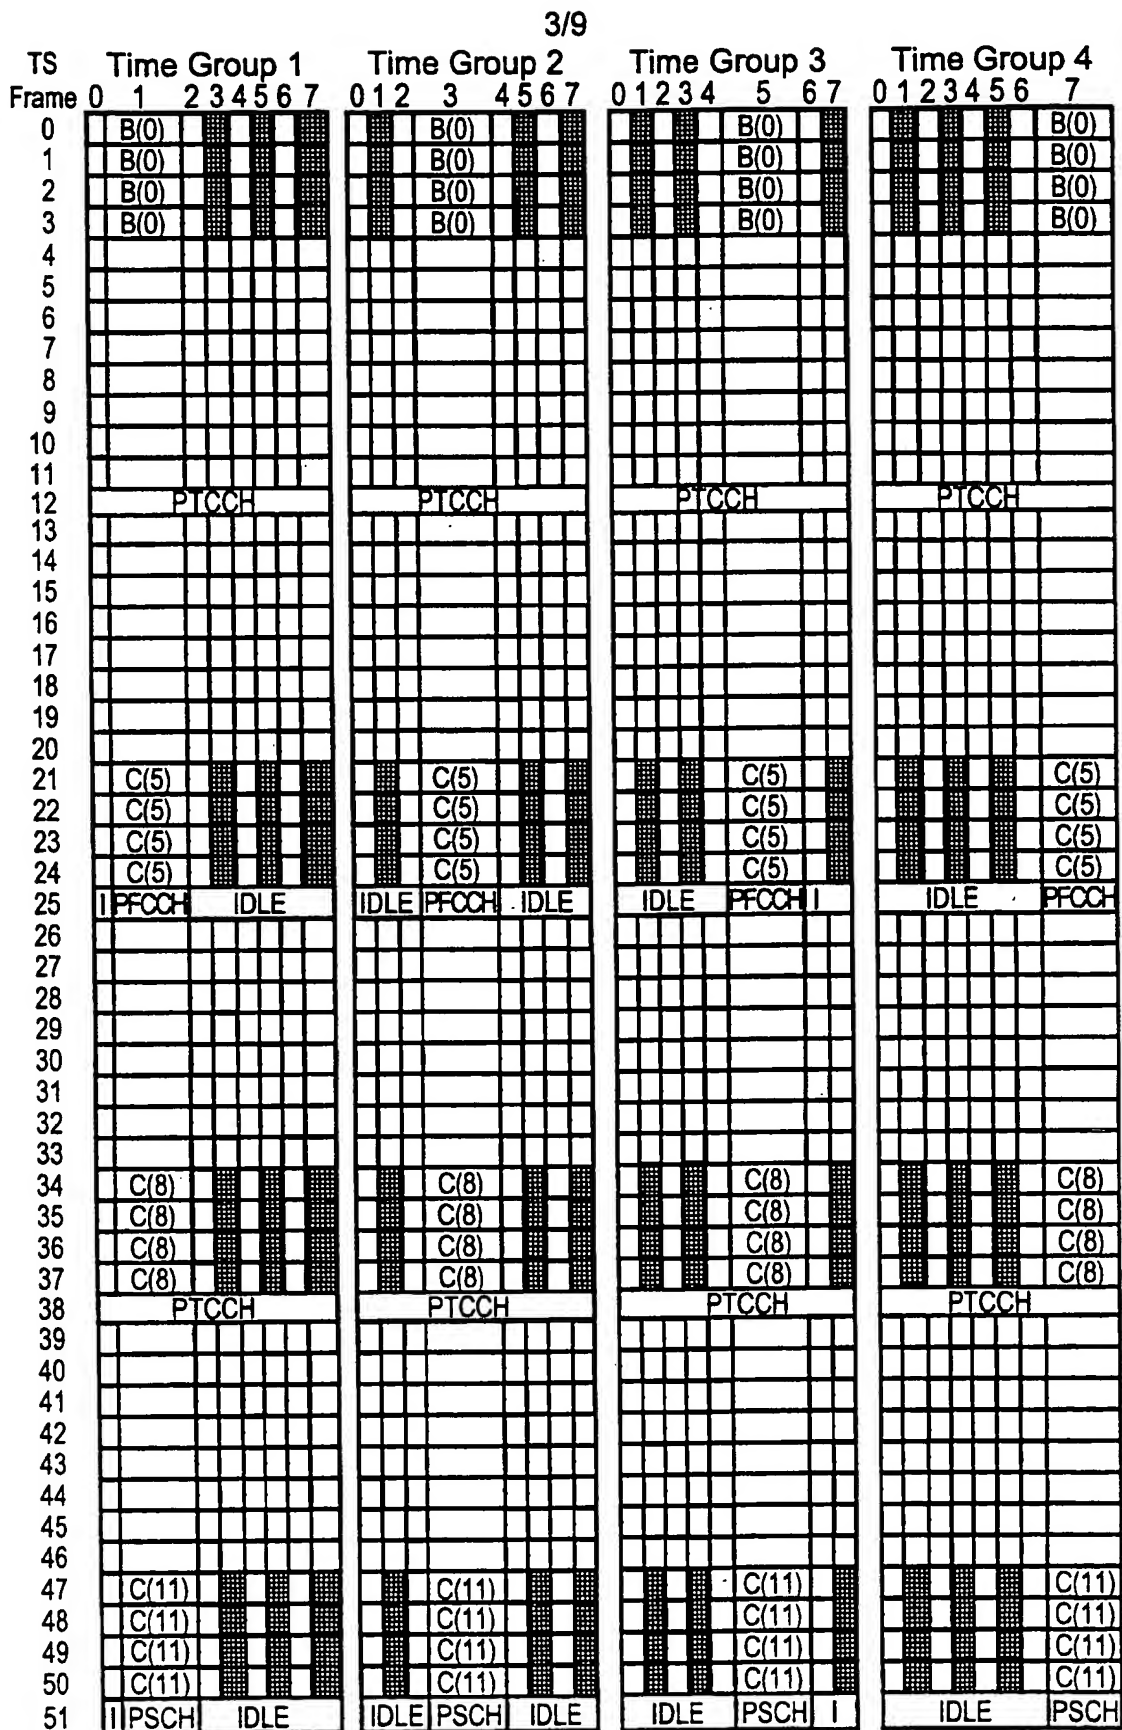 3/9
TS Time Group 1 Time Group 2 Time Group 3 Time Group 4
Frame 0 1 2 3 4 5 6 7 0 1 2 3 4 5 6 7 0 1 2 3 4 5 6 7 0 1 2 3 4 5 6 7
0 B(0) B(0) B(0) B(0)
1 B(0) B(0) B(0) B(0)
2 B(0) B(0) B(0) B(0)
3 B(0) B(0) B(0) B(0)
4
5
6
7
8
9
10
11
12 PTCCH PTCCH PTCCH PTCCH
13
14
15
16
17
18
19
20
21 C(5) C(5) C(5) C(5)
22 C(5) C(5) C(5) C(5)
23 C(5) C(5) C(5) C(5)
24 C(5) C(5) C(5) C(5)
25 I PFCCH IDLE IDLE PFCCH IDLE IDLE PFCCH I IDLE PFCCH
26
27
28
29
30
31
32
33
34 C(8) C(8) C(8) C(8)
35 C(8) C(8) C(8) C(8)
36 C(8) C(8) C(8) C(8)
37 C(8) C(8) C(8) C(8)
38 PTCCH PTCCH PTCCH PTCCH
39
40
41
42
43
44
45
46
47 C(11) C(11) C(11) C(11)
48 C(11) C(11) C(11) C(11)
49 C(11) C(11) C(11) C(11)
50 C(11) C(11) C(11) C(11)
51 I PSCH IDLE IDLE PSCH IDLE IDLE PSCH I IDLE PSCH